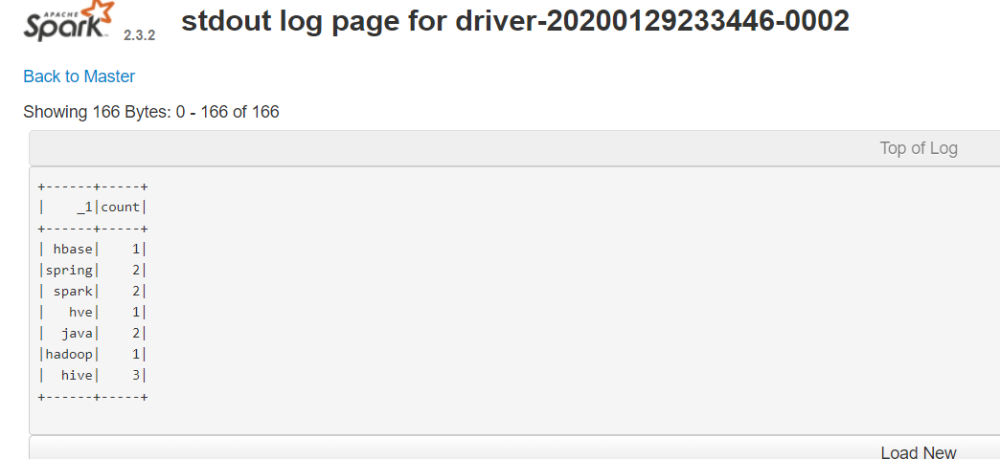 APACHE
Spark 2.3.2 stdout log page for driver-20200129233446-0002
Back to Master
Showing 166 Bytes: 0 - 166 of 166
Top of Log
+------+-----+
|    _1|count|
+------+-----+
| hbase|    1|
|spring|    2|
| spark|    2|
|   hve|    1|
|  java|    2|
|hadoop|    1|
|  hive|    3|
+------+-----+
Load New